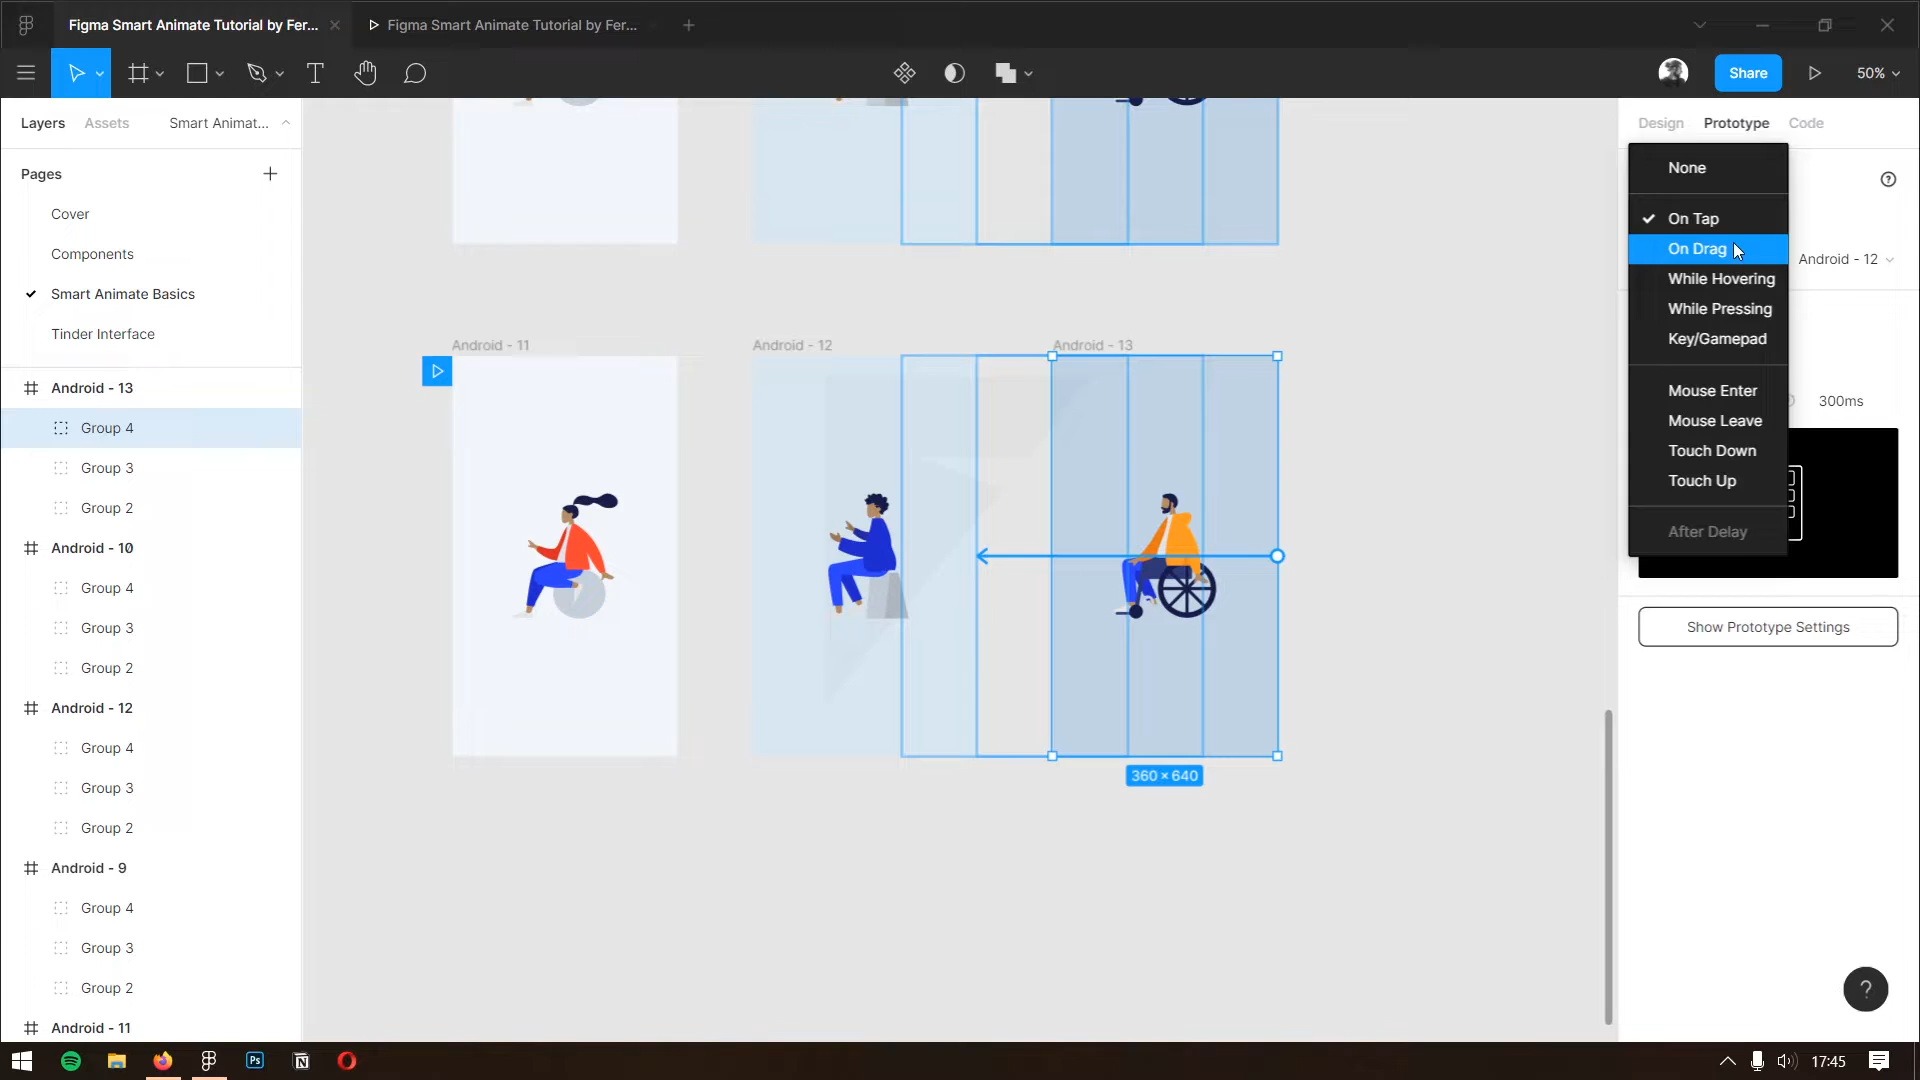 Figma Smart Animate Tutorial by Fer...
Figma Smart Animate Tutorial by Fer...
Share
50%
Layers
Assets
Smart Animat...
Design
Prototype
Code
Pages
Cover
Components
Smart Animate Basics
Tinder Interface
Android - 13
Group 4
Group 3
Group 2
Android - 10
Group 4
Group 3
Group 2
Android - 12
Group 4
Group 3
Group 2
Android - 9
Group 4
Group 3
Group 2
Android - 11
Android - 11
Android - 12
Android - 13
360 × 640
None
On Tap
On Drag
While Hovering
While Pressing
Key/Gamepad
Mouse Enter
Mouse Leave
Touch Down
Touch Up
After Delay
Android - 12
300ms
Show Prototype Settings
?
?
Ps
17:45